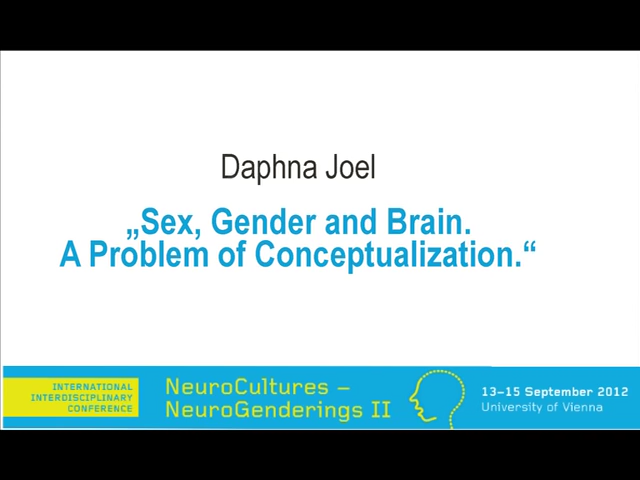 Daphna Joel
„Sex, Gender and Brain.
A Problem of Conceptualization.“
INTERNATIONAL
INTERDISCIPLINARY
CONFERENCE
NeuroCultures –
NeuroGenderings II
13–15 September 2012
University of Vienna